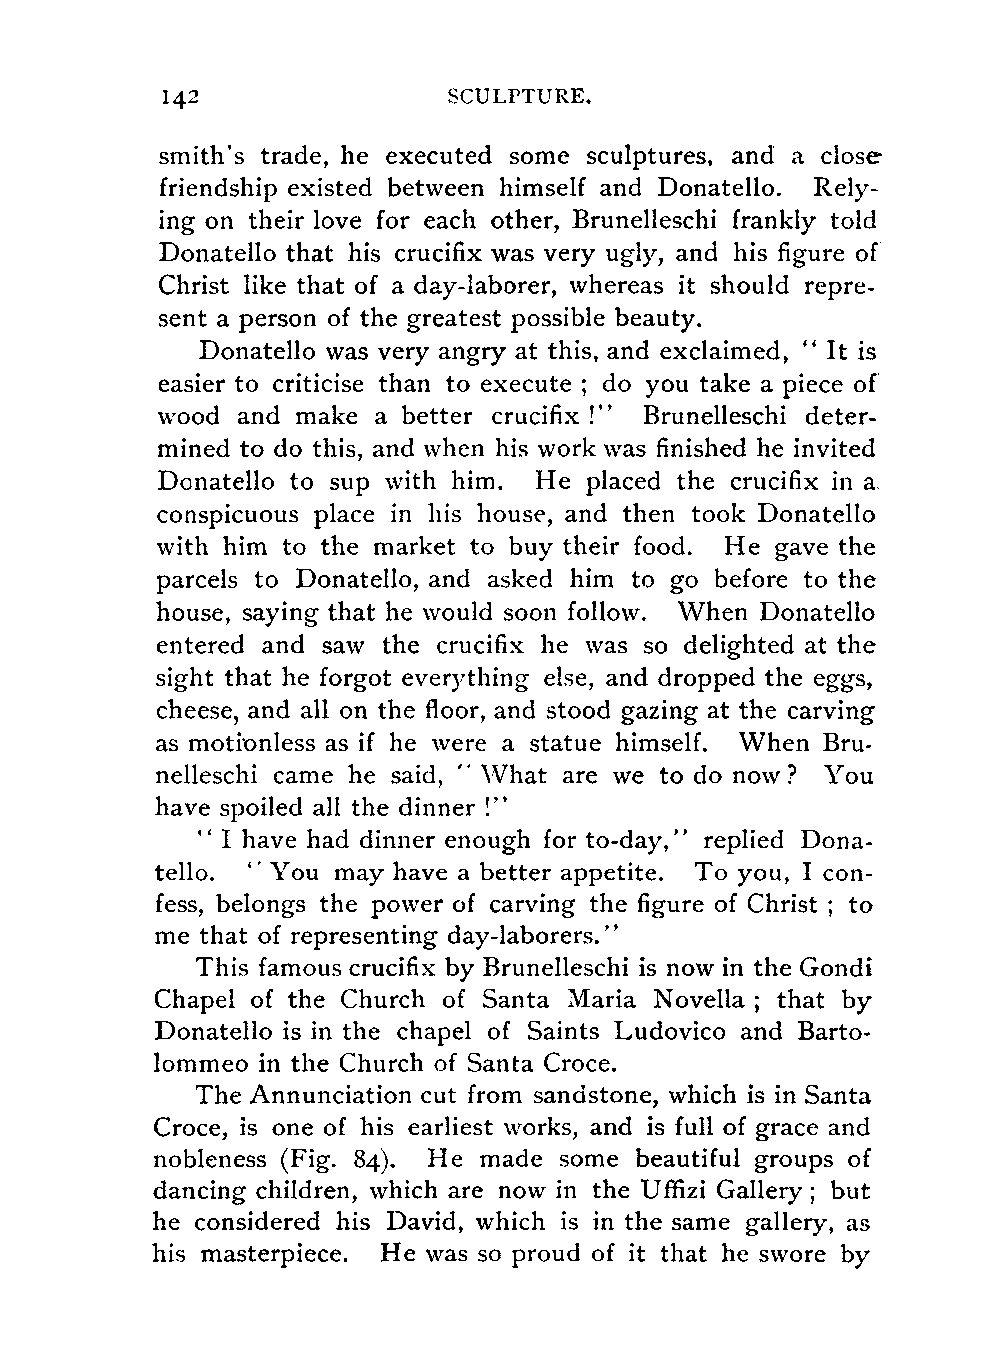 142 SCULPTURE.
smith's trade, he executed some sculptures, and a close
friendship existed between himself and Donatello. Rely-
ing on their love for each other, Brunelleschi frankly told
Donatello that his crucifix was very ugly, and his figure of
Christ like that of a day-laborer, whereas it should repre-
sent a person of the greatest possible beauty.
Donatello was very angry at this, and exclaimed, "It is
easier to criticise than to execute ; do you take a piece of
wood and make a better crucifix !" Brunelleschi deter-
mined to do this, and when his work was finished he invited
Donatello to sup with him. He placed the crucifix in a
conspicuous place in his house, and then took Donatello
with him to the market to buy their food. He gave the
parcels to Donatello, and asked him to go before to the
house, saying that he would soon follow. When Donatello
entered and saw the crucifix he was so delighted at the
sight that he forgot everything else, and dropped the eggs,
cheese, and all on the floor, and stood gazing at the carving
as motionless as if he were a statue himself. When Bru-
nelleschi came he said, "What are we to do now ? You
have spoiled all the dinner !"
"I have had dinner enough for to-day," replied Dona-
tello. "You may have a better appetite. To you, I con-
fess, belongs the power of carving the figure of Christ ; to
me that of representing day-laborers."
This famous crucifix by Brunelleschi is now in the Gondi
Chapel of the Church of Santa Maria Novella ; that by
Donatello is in the chapel of Saints Ludovico and Barto-
lommeo in the Church of Santa Croce.
The Annunciation cut from sandstone, which is in Santa
Croce, is one of his earliest works, and is full of grace and
nobleness (Fig. 84). He made some beautiful groups of
dancing children, which are now in the Uffizi Gallery ; but
he considered his David, which is in the same gallery, as
his masterpiece. He was so proud of it that he swore by